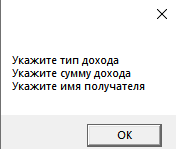 Укажите тип дохода
Укажите сумму дохода
Укажите имя получателя
OK